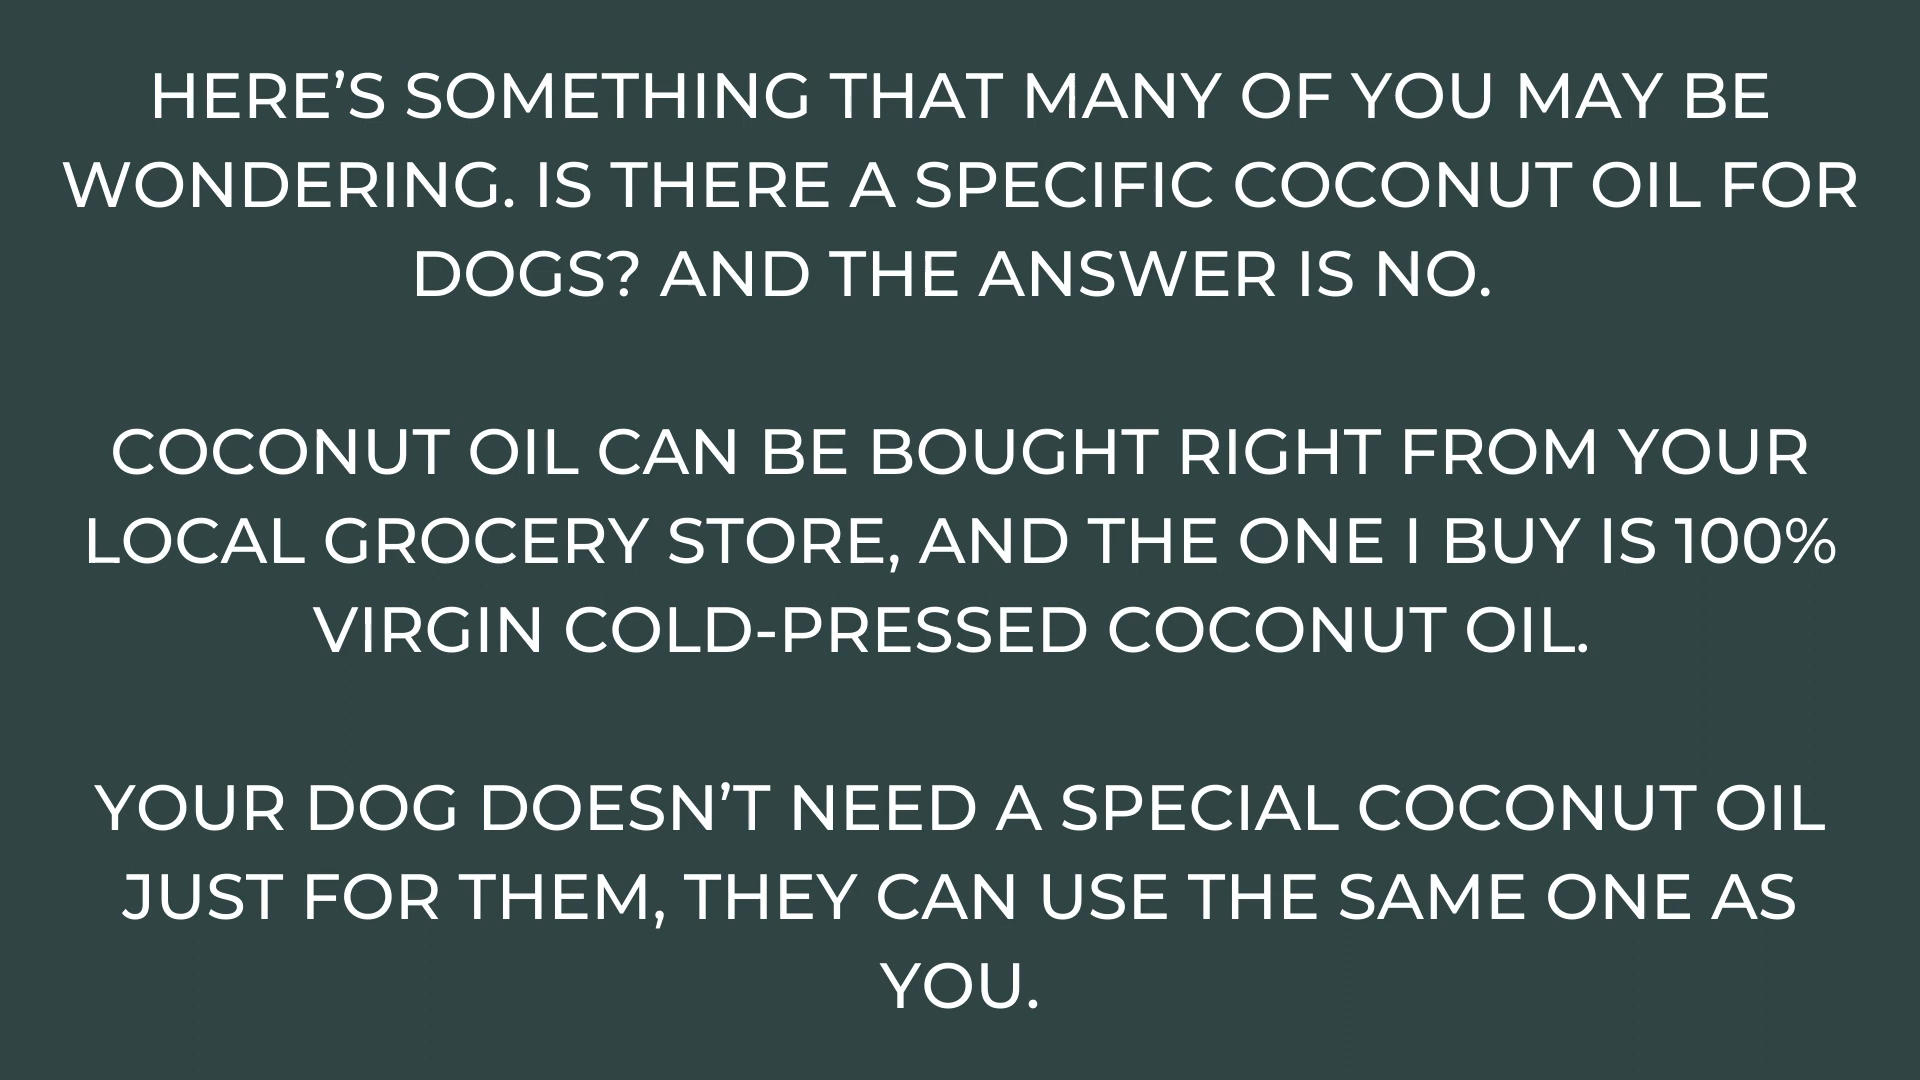 HERE’S SOMETHING THAT MANY OF YOU MAY BE
WONDERING. IS THERE A SPECIFIC COCONUT OIL FOR
DOGS? AND THE ANSWER IS NO.
COCONUT OIL CAN BE BOUGHT RIGHT FROM YOUR
LOCAL GROCERY STORE, AND THE ONE I BUY IS 100%
VIRGIN COLD-PRESSED COCONUT OIL.
YOUR DOG DOESN’T NEED A SPECIAL COCONUT OIL
JUST FOR THEM, THEY CAN USE THE SAME ONE AS
YOU.